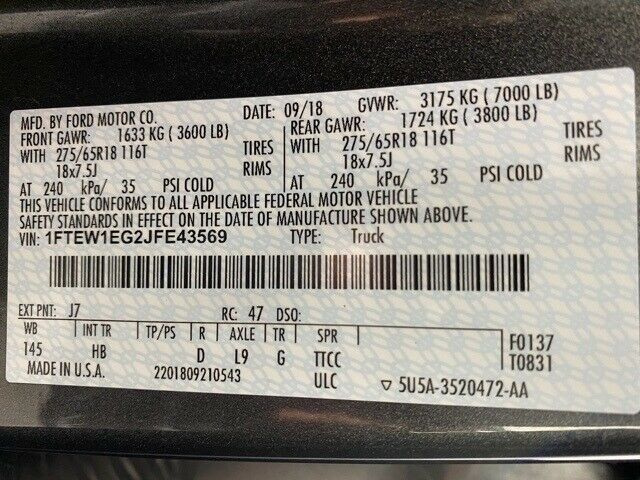 MFD. BY FORD MOTOR CO. DATE: 09/18 GVWR: 3175 KG ( 7000 LB)
FRONT GAWR: 1633 KG ( 3600 LB) REAR GAWR: 1724 KG ( 3800 LB)
WITH 275/65R18 116T TIRES WITH 275/65R18 116T TIRES
18x7.5J RIMS 18x7.5J RIMS
AT 240 kPa/ 35 PSI COLD AT 240 kPa/ 35 PSI COLD
THIS VEHICLE CONFORMS TO ALL APPLICABLE FEDERAL MOTOR VEHICLE
SAFETY STANDARDS IN EFFECT ON THE DATE OF MANUFACTURE SHOWN ABOVE.
VIN: 1FTEW1EG2JFE43569 TYPE: Truck
EXT PNT: J7 RC: 47 DSO:
WB INT TR TP/PS R AXLE TR SPR F0137
145 HB D L9 G TTCC T0831
MADE IN U.S.A. 2201809210543 ULC ▽ 5U5A-3520472-AA